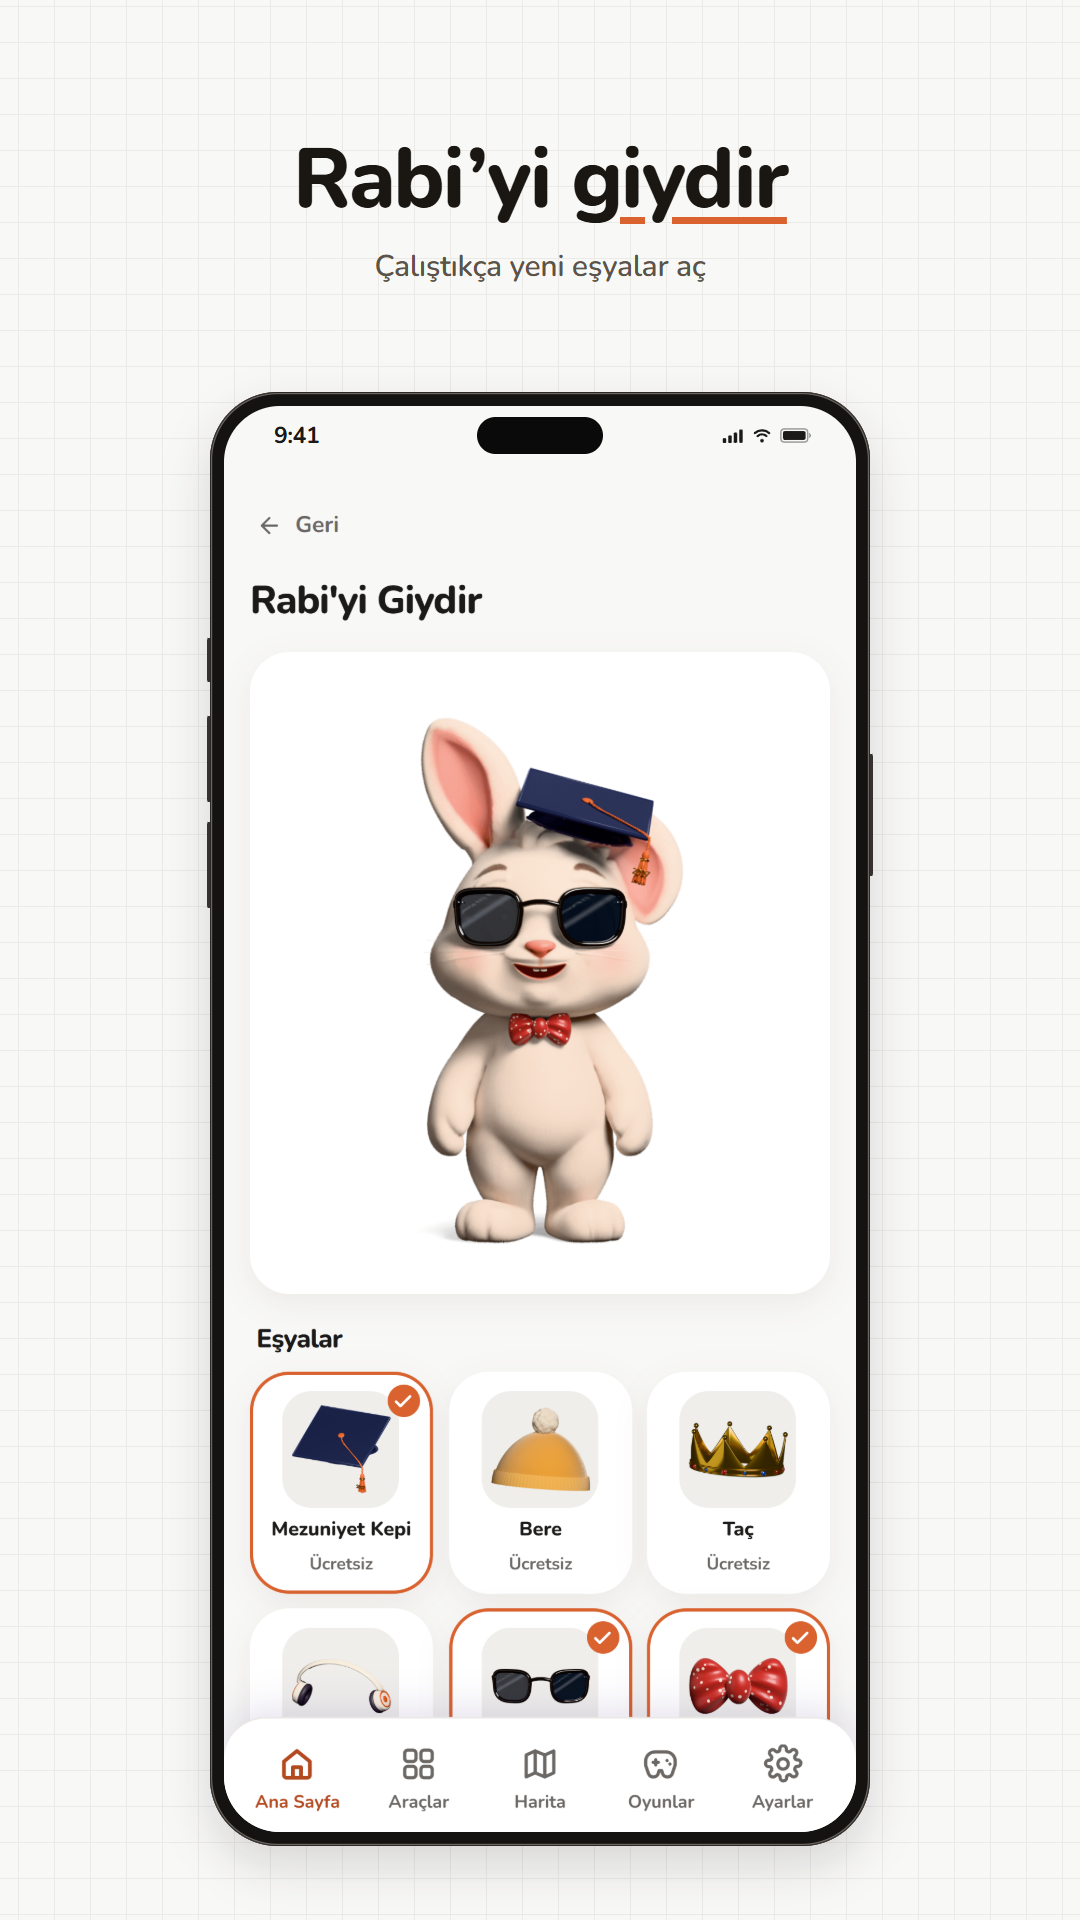 Rabi’yi giydir
Çalıştıkça yeni eşyalar aç
9:41
Geri
Rabi'yi Giydir
Eşyalar
Mezuniyet Kepi
Ücretsiz
Bere
Ücretsiz
Taç
Ücretsiz
Ana Sayfa
Araçlar
Harita
Oyunlar
Ayarlar